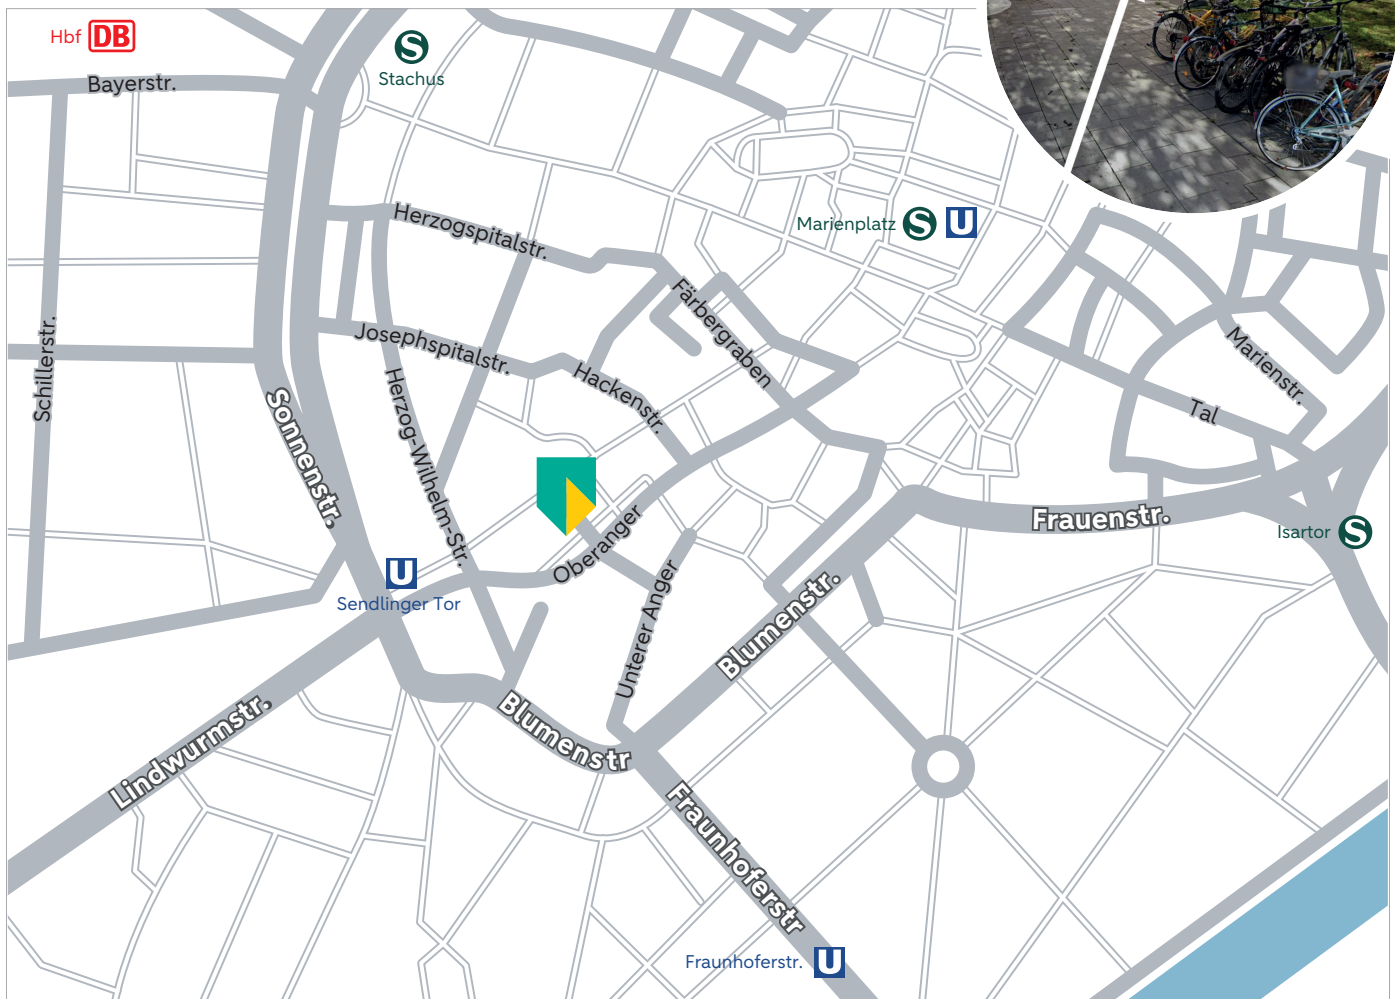 Hbf DB
S
Stachus
Bayerstr.
Herzogspitalstr.
Marienplatz S U
Färbergraben
Josephspitalstr.
Hackenstr.
Schillerstr.
Sonnenstr.
Herzog-Wilhelm-Str.
Marienstr.
Tal
Oberanger
Frauenstr.
Isartor S
U
Sendlinger Tor
Unterer Anger
Blumenstr.
Lindwurmstr.
Blumenstr
Fraunhoferstr
Fraunhoferstr. U